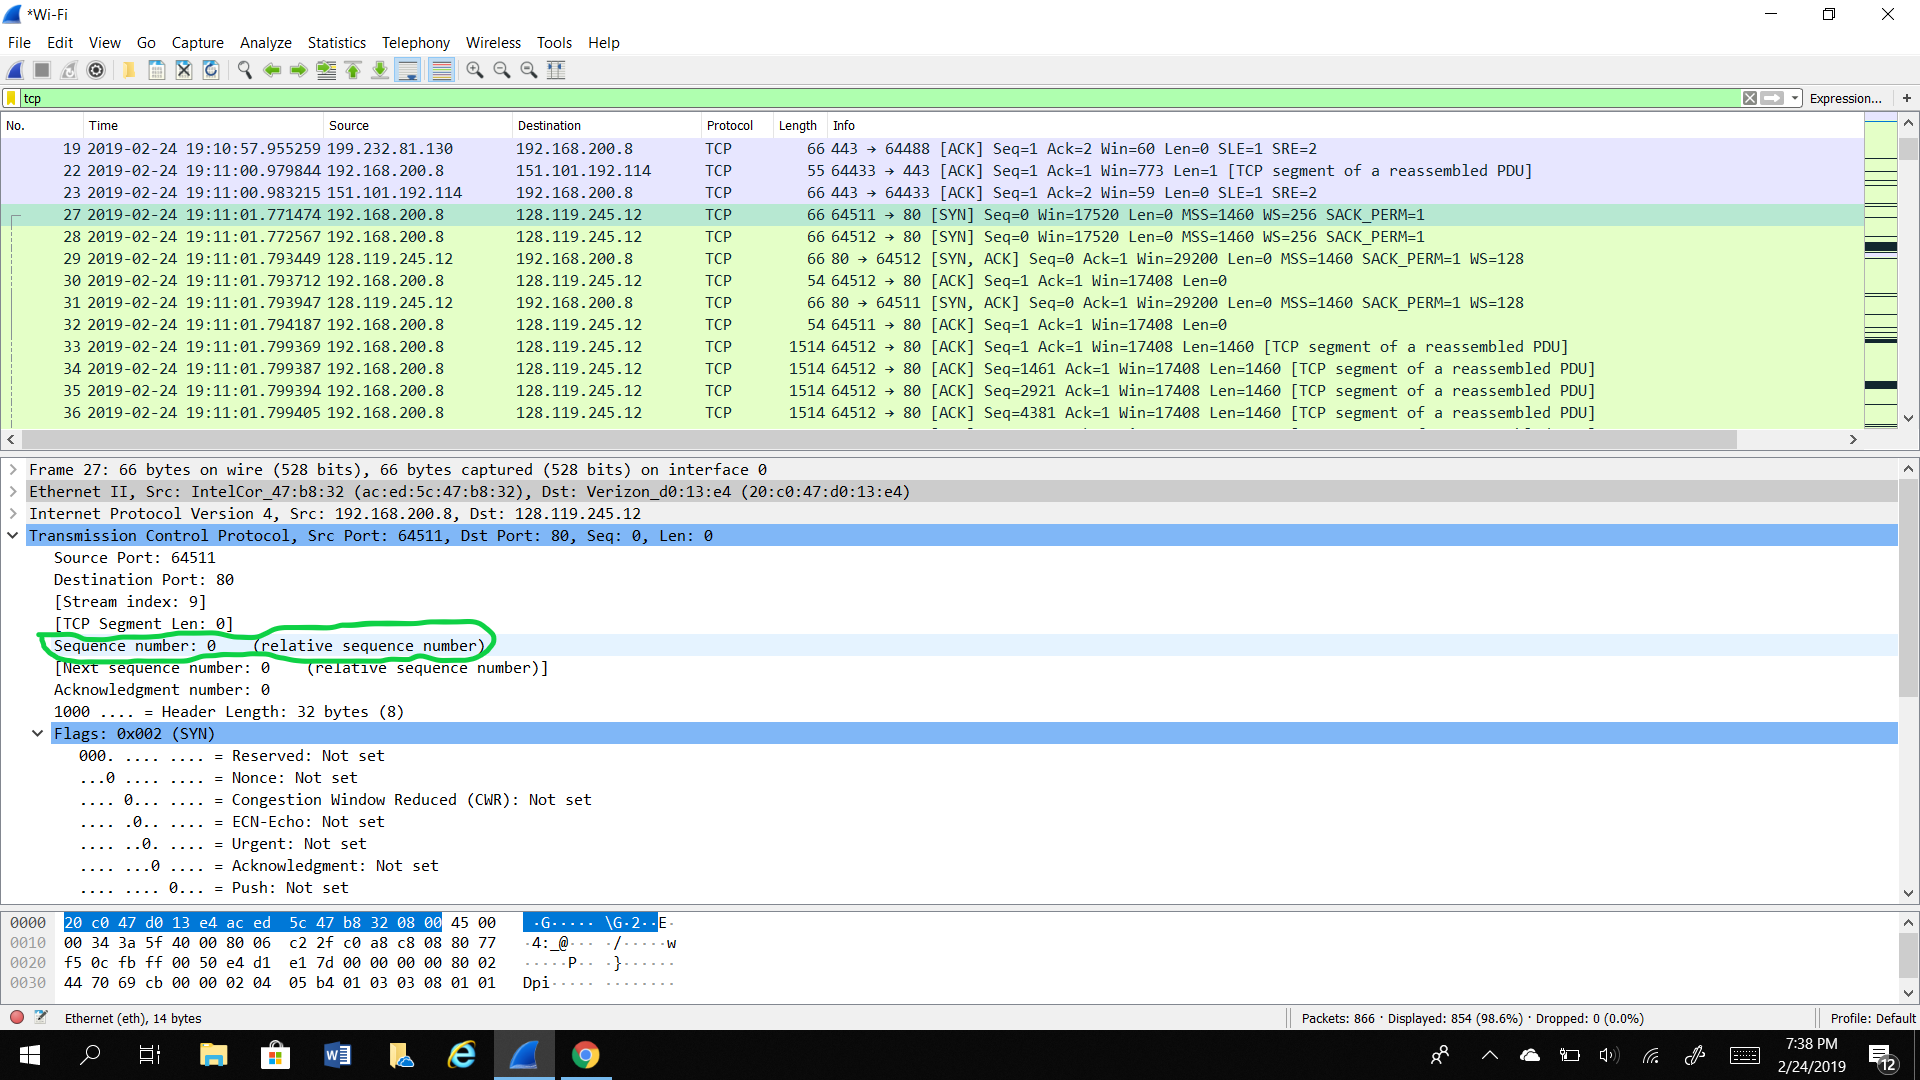 *Wi-Fi
File Edit View Go Capture Analyze Statistics Telephony Wireless Tools Help
tcp Expression... +
No. Time Source Destination Protocol Length Info
19 2019-02-24 19:10:57.955259 199.232.81.130 192.168.200.8 TCP 66 443 → 64488 [ACK] Seq=1 Ack=2 Win=60 Len=0 SLE=1 SRE=2
22 2019-02-24 19:11:00.979844 192.168.200.8 151.101.192.114 TCP 55 64433 → 443 [ACK] Seq=1 Ack=1 Win=773 Len=1 [TCP segment of a reassembled PDU]
23 2019-02-24 19:11:00.983215 151.101.192.114 192.168.200.8 TCP 66 443 → 64433 [ACK] Seq=1 Ack=2 Win=59 Len=0 SLE=1 SRE=2
27 2019-02-24 19:11:01.771474 192.168.200.8 128.119.245.12 TCP 66 64511 → 80 [SYN] Seq=0 Win=17520 Len=0 MSS=1460 WS=256 SACK_PERM=1
28 2019-02-24 19:11:01.772567 192.168.200.8 128.119.245.12 TCP 66 64512 → 80 [SYN] Seq=0 Win=17520 Len=0 MSS=1460 WS=256 SACK_PERM=1
29 2019-02-24 19:11:01.793449 128.119.245.12 192.168.200.8 TCP 66 80 → 64512 [SYN, ACK] Seq=0 Ack=1 Win=29200 Len=0 MSS=1460 SACK_PERM=1 WS=128
30 2019-02-24 19:11:01.793712 192.168.200.8 128.119.245.12 TCP 54 64512 → 80 [ACK] Seq=1 Ack=1 Win=17408 Len=0
31 2019-02-24 19:11:01.793947 128.119.245.12 192.168.200.8 TCP 66 80 → 64511 [SYN, ACK] Seq=0 Ack=1 Win=29200 Len=0 MSS=1460 SACK_PERM=1 WS=128
32 2019-02-24 19:11:01.794187 192.168.200.8 128.119.245.12 TCP 54 64511 → 80 [ACK] Seq=1 Ack=1 Win=17408 Len=0
33 2019-02-24 19:11:01.799369 192.168.200.8 128.119.245.12 TCP 1514 64512 → 80 [ACK] Seq=1 Ack=1 Win=17408 Len=1460 [TCP segment of a reassembled PDU]
34 2019-02-24 19:11:01.799387 192.168.200.8 128.119.245.12 TCP 1514 64512 → 80 [ACK] Seq=1461 Ack=1 Win=17408 Len=1460 [TCP segment of a reassembled PDU]
35 2019-02-24 19:11:01.799394 192.168.200.8 128.119.245.12 TCP 1514 64512 → 80 [ACK] Seq=2921 Ack=1 Win=17408 Len=1460 [TCP segment of a reassembled PDU]
36 2019-02-24 19:11:01.799405 192.168.200.8 128.119.245.12 TCP 1514 64512 → 80 [ACK] Seq=4381 Ack=1 Win=17408 Len=1460 [TCP segment of a reassembled PDU]
Frame 27: 66 bytes on wire (528 bits), 66 bytes captured (528 bits) on interface 0
Ethernet II, Src: IntelCor_47:b8:32 (ac:ed:5c:47:b8:32), Dst: Verizon_d0:13:e4 (20:c0:47:d0:13:e4)
Internet Protocol Version 4, Src: 192.168.200.8, Dst: 128.119.245.12
Transmission Control Protocol, Src Port: 64511, Dst Port: 80, Seq: 0, Len: 0
Source Port: 64511
Destination Port: 80
[Stream index: 9]
[TCP Segment Len: 0]
Sequence number: 0 (relative sequence number)
[Next sequence number: 0 (relative sequence number)]
Acknowledgment number: 0
1000 .... = Header Length: 32 bytes (8)
Flags: 0x002 (SYN)
000. .... .... = Reserved: Not set
...0 .... .... = Nonce: Not set
.... 0... .... = Congestion Window Reduced (CWR): Not set
.... .0.. .... = ECN-Echo: Not set
.... ..0. .... = Urgent: Not set
.... ...0 .... = Acknowledgment: Not set
.... .... 0... = Push: Not set
0000 20 c0 47 d0 13 e4 ac ed 5c 47 b8 32 08 00 45 00 ·G····· \G·2··E·
0010 00 34 3a 5f 40 00 80 06 c2 2f c0 a8 c8 08 80 77 ·4:_@··· ·/·····w
0020 f5 0c fb ff 00 50 e4 d1 e1 7d 00 00 00 00 80 02 ·····P·· ·}······
0030 44 70 69 cb 00 00 02 04 05 b4 01 03 03 08 01 01 Dpi····· ········
Ethernet (eth), 14 bytes Packets: 866 · Displayed: 854 (98.6%) · Dropped: 0 (0.0%) Profile: Default
7:38 PM
2/24/2019
12